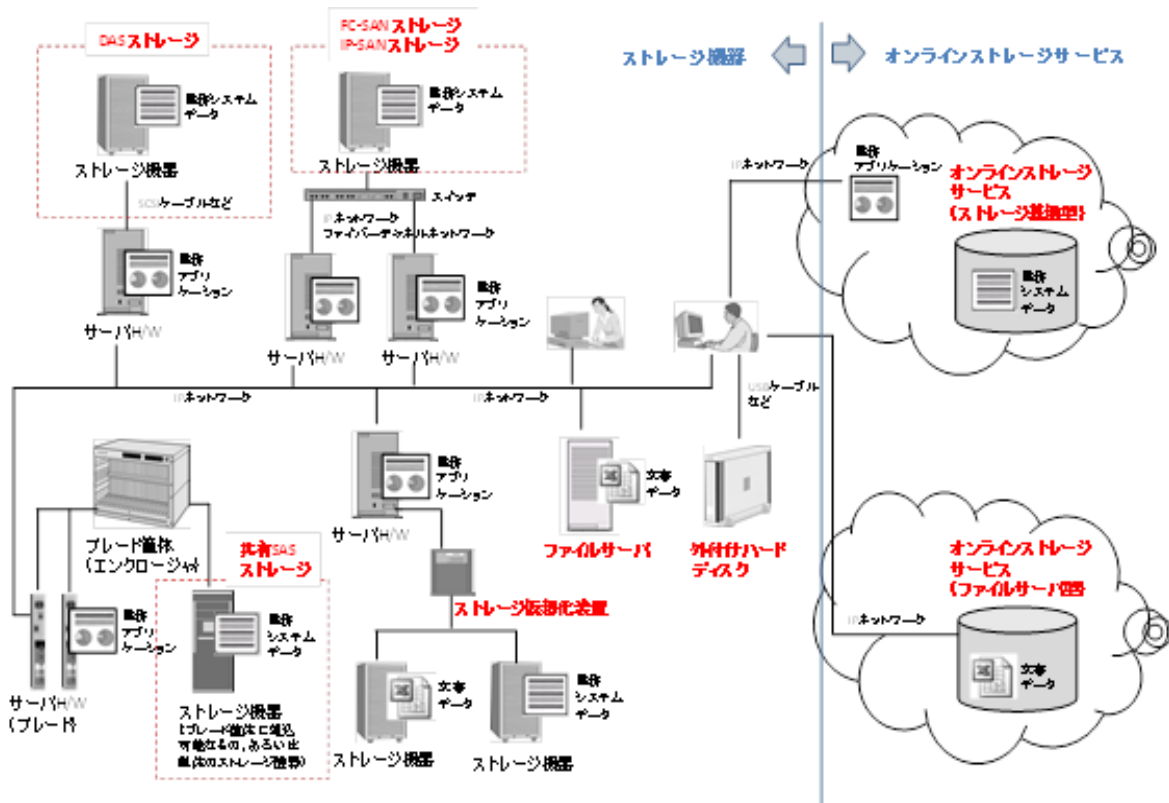 DASストレージ
FC-SANストレージ
IP-SANストレージ
ストレージ機器
オンラインストレージサービス
業務システム
データ
業務システム
データ
ストレージ機器
ストレージ機器
スイッチ
SCSIケーブルなど
IPネットワーク
ファイバーチャネルネットワーク
業務
アプリ
ケーション
業務
アプリ
ケーション
サーバH/W
サーバH/W
サーバH/W
IPネットワーク
業務
アプリケーション
オンラインストレージ
サービス
(ストレージ基盤型)
業務
システム
データ
IPネットワーク
IPネットワーク
USBケーブル
など
業務
アプリ
ケーション
サーバH/W
文書
データ
ファイルサーバ
外付けハード
ディスク
ブレード筐体
(エンクロージャ)
共有SAS
ストレージ
ストレージ仮想化装置
業務
アプリ
ケーション
業務
システム
データ
サーバH/W
(ブレード)
ストレージ機器
(ブレード筐体に搭込
可能なもの、あるいは
単体のストレージ機器)
文書
データ
業務
システム
データ
ストレージ機器
ストレージ機器
オンラインストレージ
サービス
(ファイルサーバ型)
IPネットワーク
文書
データ